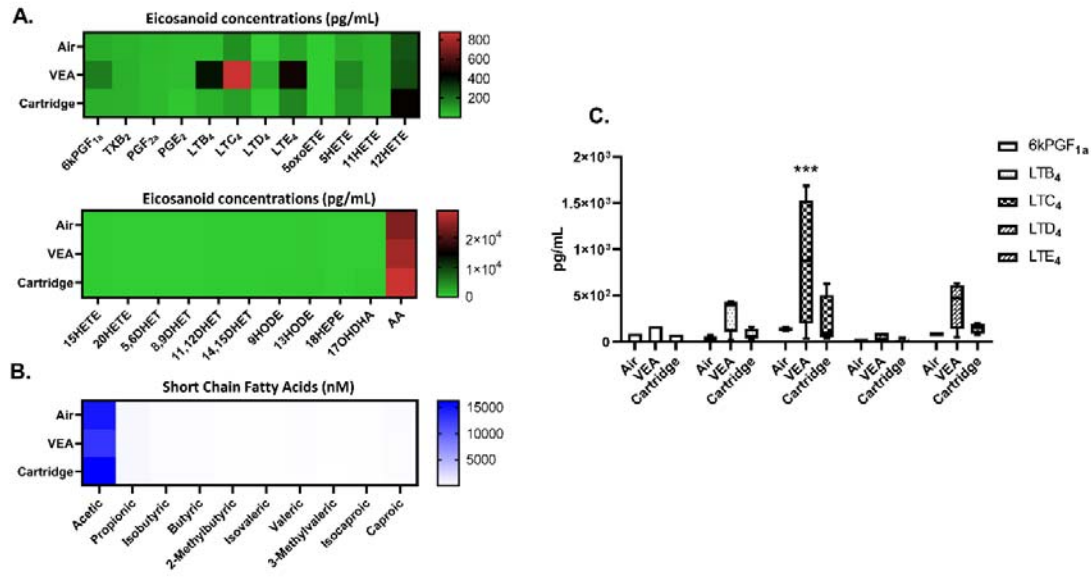 A.
Eicosanoid concentrations (pg/mL)
Air
VEA
Cartridge
800
600
400
200
6kPGF1a
TXB2
PGF2a
PGE2
LTB4
LTC4
LTD4
LTE4
5oxoETE
5HETE
11HETE
12HETE
Eicosanoid concentrations (pg/mL)
Air
VEA
Cartridge
2×10^4
1×10^4
0
15HETE
20HETE
5,6DHET
8,9DHET
11,12DHET
14,15DHET
9HODE
13HODE
18HEPE
17OHDHA
AA
B.
Short Chain Fatty Acids (nM)
Air
VEA
Cartridge
15000
10000
5000
Acetic
Propionic
Isobutyric
Butyric
2-Methylbutyric
Isovaleric
Valeric
3-Methylvaleric
Isocaproic
Caproic
C.
pg/mL
2×10^3
1.5×10^3
1×10^3
5×10^2
0
***
Air
VEA
Cartridge
Air
VEA
Cartridge
Air
VEA
Cartridge
Air
VEA
Cartridge
Air
VEA
Cartridge
6kPGF1a
LTB4
LTC4
LTD4
LTE4